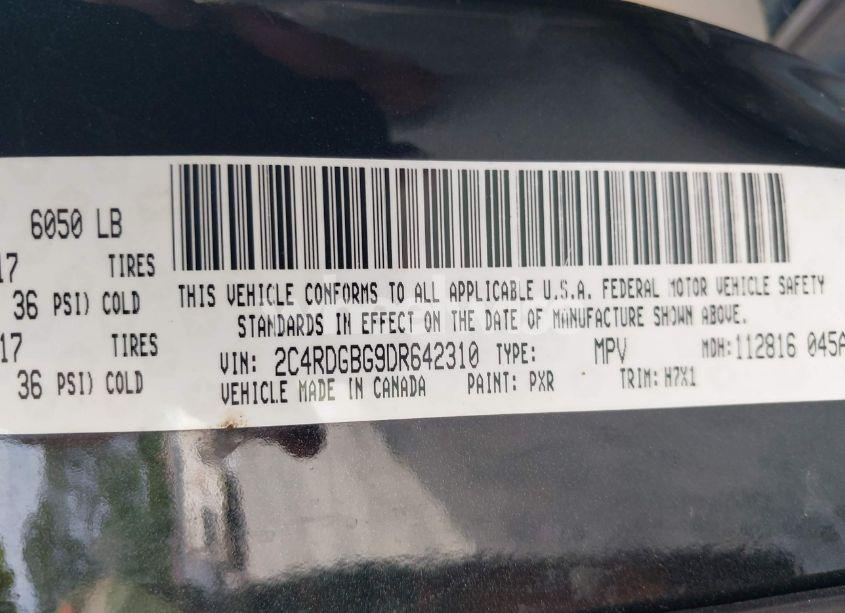 6050 LB
17 TIRES
36 PSI) COLD
17
36 PSI) COLD
THIS VEHICLE CONFORMS TO ALL APPLICABLE U.S.A. FEDERAL MOTOR VEHICLE SAFETY
STANDARDS IN EFFECT ON THE DATE OF MANUFACTURE SHOWN ABOVE.
VIN: 2C4RDGBG9DR642310 TYPE: MPV MDH:112816 045A
VEHICLE MADE IN CANADA PAINT: PXR TRIM: H7X1